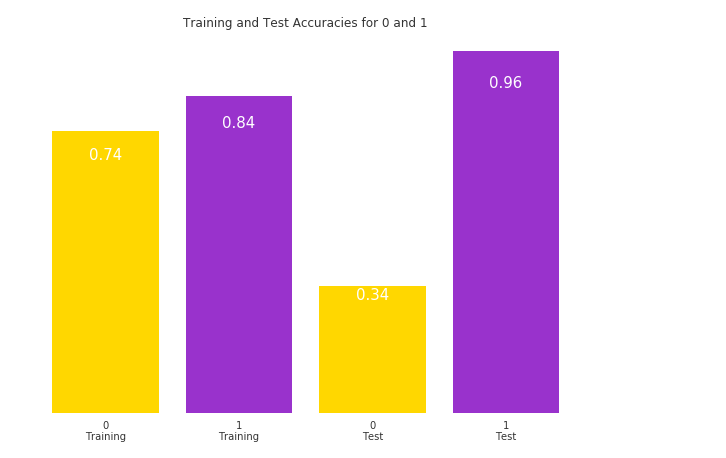 Training and Test Accuracies for 0 and 1
0.96
0.84
0.74
0.34
0
Training
1
Training
0
Test
1
Test